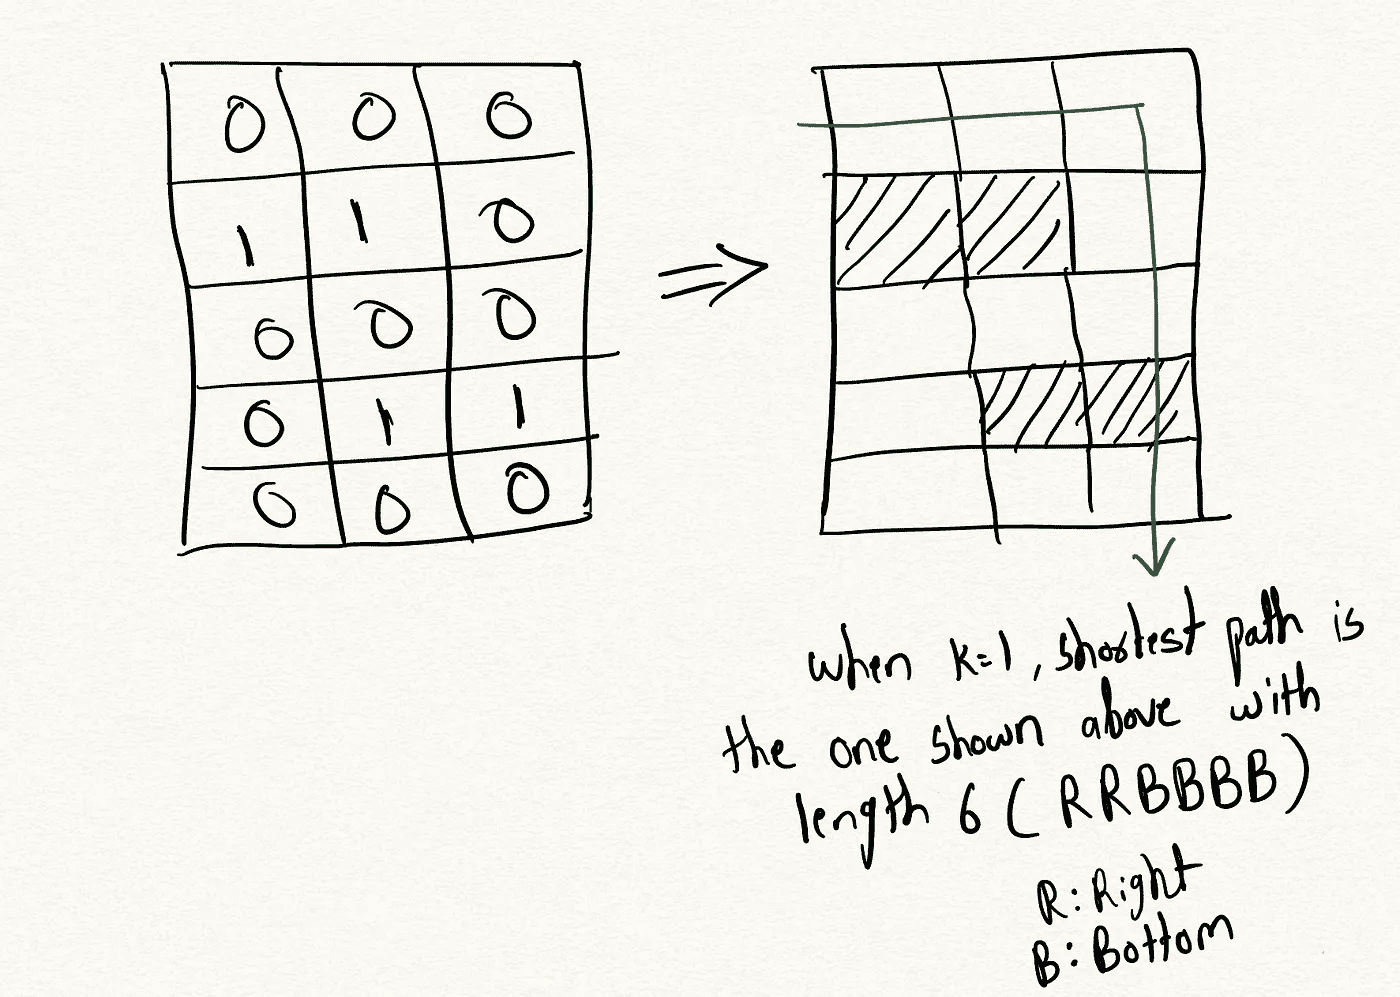 0 0 0
1 1 0
0 0 0
0 1 1
0 0 0
when k=1, shortest path is
the one shown above with
length 6 (RRBBBB)
R: Right
B: Bottom